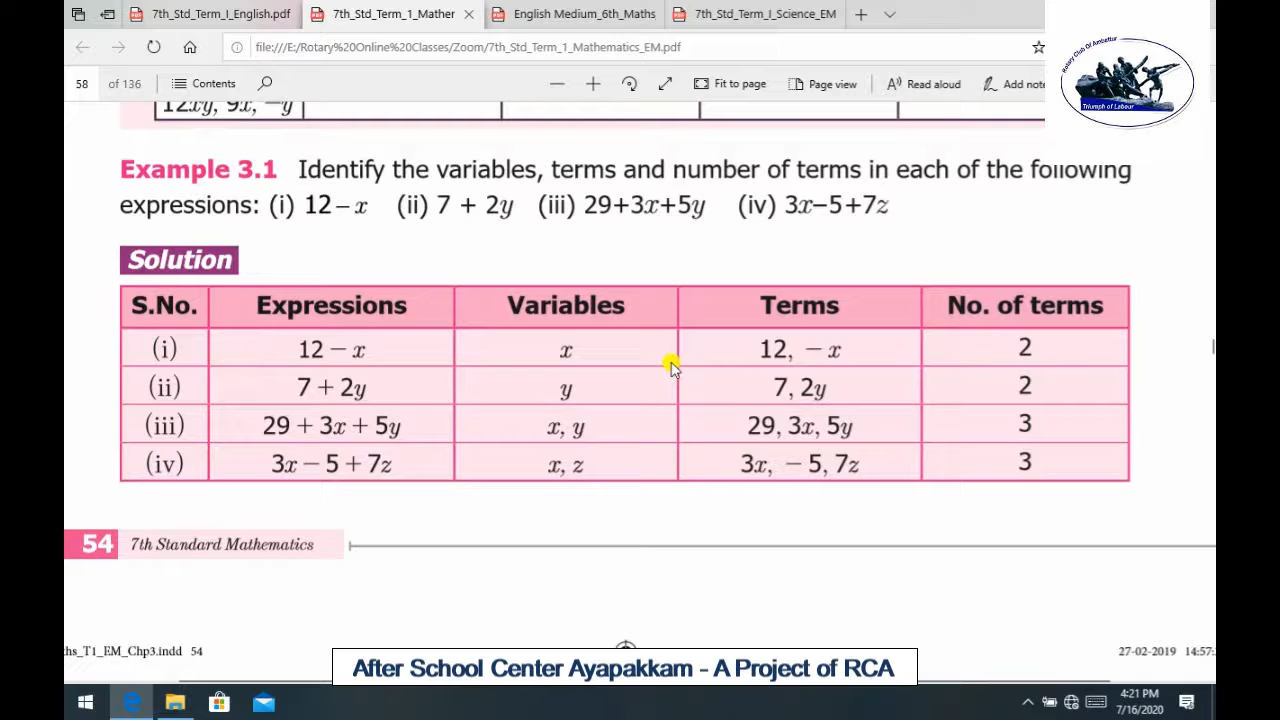 7th_Std_Term_I_English.pdf
7th_Std_Term_1_Mather
English Medium_6th_Maths
7th_Std_Term_I_Science_EM
file:///E:/Rotary%20Online%20Classes/Zoom/7th_Std_Term_1_Mathematics_EM.pdf
58 of 136 Contents Fit to page Page view Read aloud Add note
Rotary Club Of Ambattur
Triumph of Labour
12xy, 9x, −y
Example 3.1 Identify the variables, terms and number of terms in each of the following
expressions: (i) 12−x (ii) 7 + 2y (iii) 29+3x+5y (iv) 3x−5+7z
Solution
S.No. Expressions Variables Terms No. of terms
(i) 12 − x x 12, − x 2
(ii) 7 + 2y y 7, 2y 2
(iii) 29 + 3x + 5y x, y 29, 3x, 5y 3
(iv) 3x − 5 + 7z x, z 3x, − 5, 7z 3
54 7th Standard Mathematics
ths_T1_EM_Chp3.indd 54
27-02-2019 14:57:
After School Center Ayapakkam - A Project of RCA
4:21 PM
7/16/2020